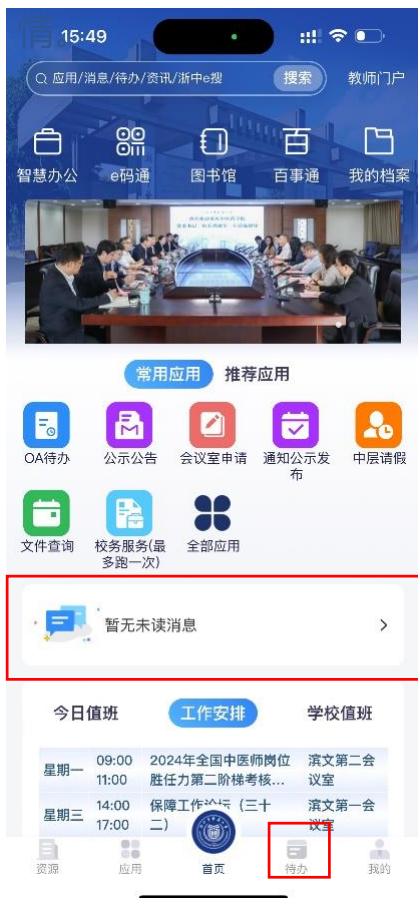 情。
15:49
应用/消息/待办/资讯/浙中e搜
搜索
教师门户
智慧办公
e码通
图书馆
百事通
我的档案
常用应用
推荐应用
OA待办
公示公告
会议室申请
通知公示发
布
中层请假
文件查询
校务服务(最
多跑一次)
全部应用
暂无未读消息
今日值班
工作安排
学校值班
星期一
09:00
11:00
2024年全国中医师岗位
胜任力第二阶梯考核...
滨文第二会
议室
星期三
14:00
17:00
保障工作论坛（三十
二）
滨文第一会
议室
资源
应用
首页
待办
我的